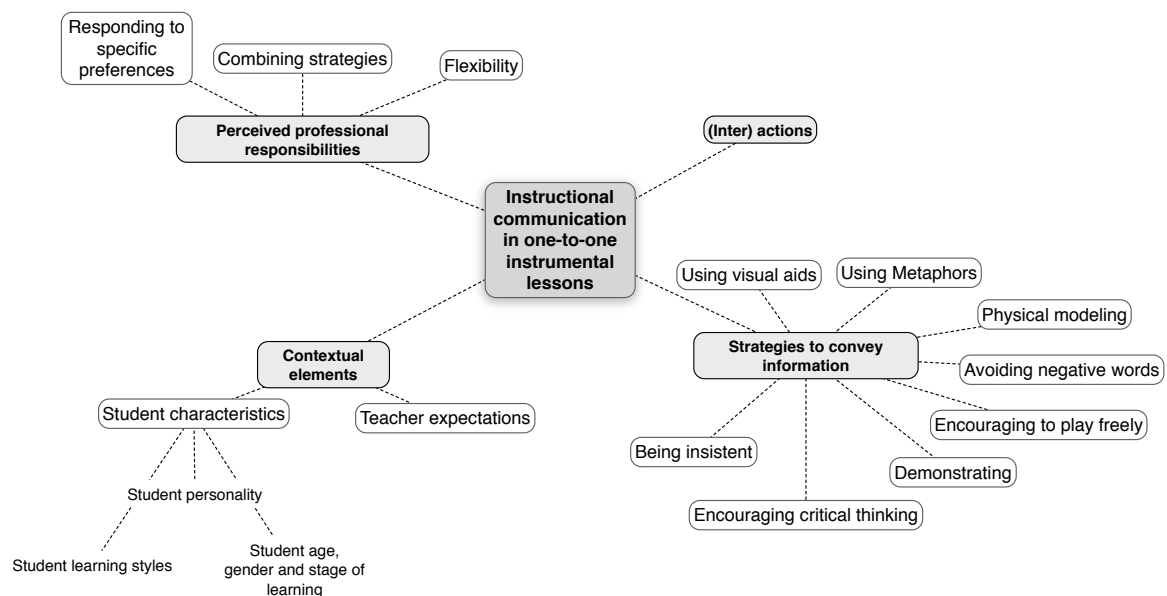 Responding to
specific
preferences
Combining strategies
Flexibility
Perceived professional
responsibilities
(Inter) actions
Instructional
communication
in one-to-one
instrumental
lessons
Using visual aids
Using Metaphors
Physical modeling
Strategies to convey
information
Avoiding negative words
Encouraging to play freely
Being insistent
Demonstrating
Encouraging critical thinking
Contextual
elements
Student characteristics
Teacher expectations
Student personality
Student learning styles
Student age,
gender and stage of
learning